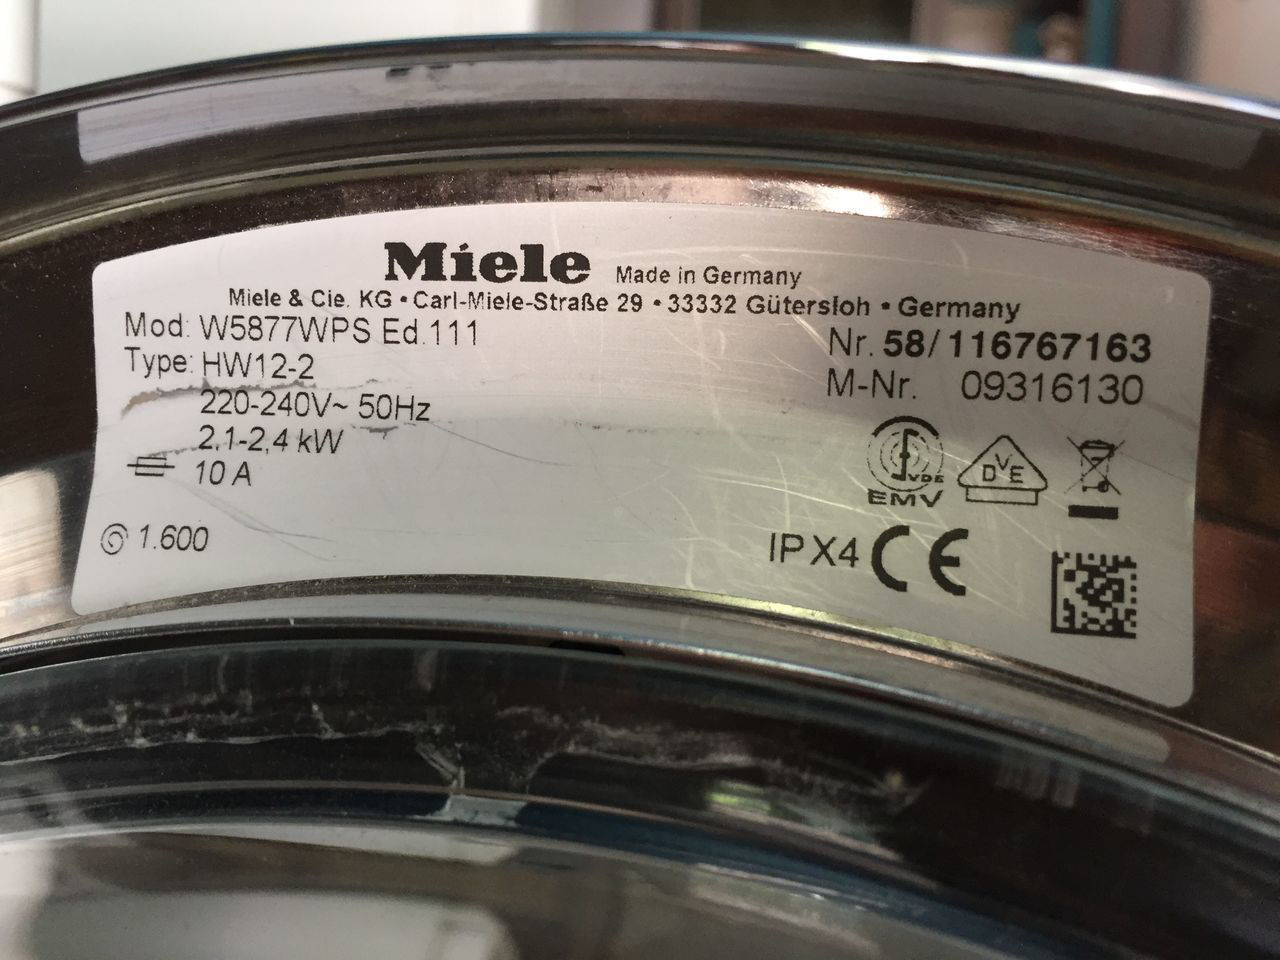 Miele Made in Germany
Miele & Cie. KG • Carl-Miele-Straße 29 • 33332 Gütersloh • Germany
Mod: W5877WPS Ed.111
Type: HW12-2
220-240V~ 50Hz
2,1-2,4 kW
10 A
1.600
Nr. 58/116767163
M-Nr. 09316130
VDE
EMV
DVE
IPX4 CE